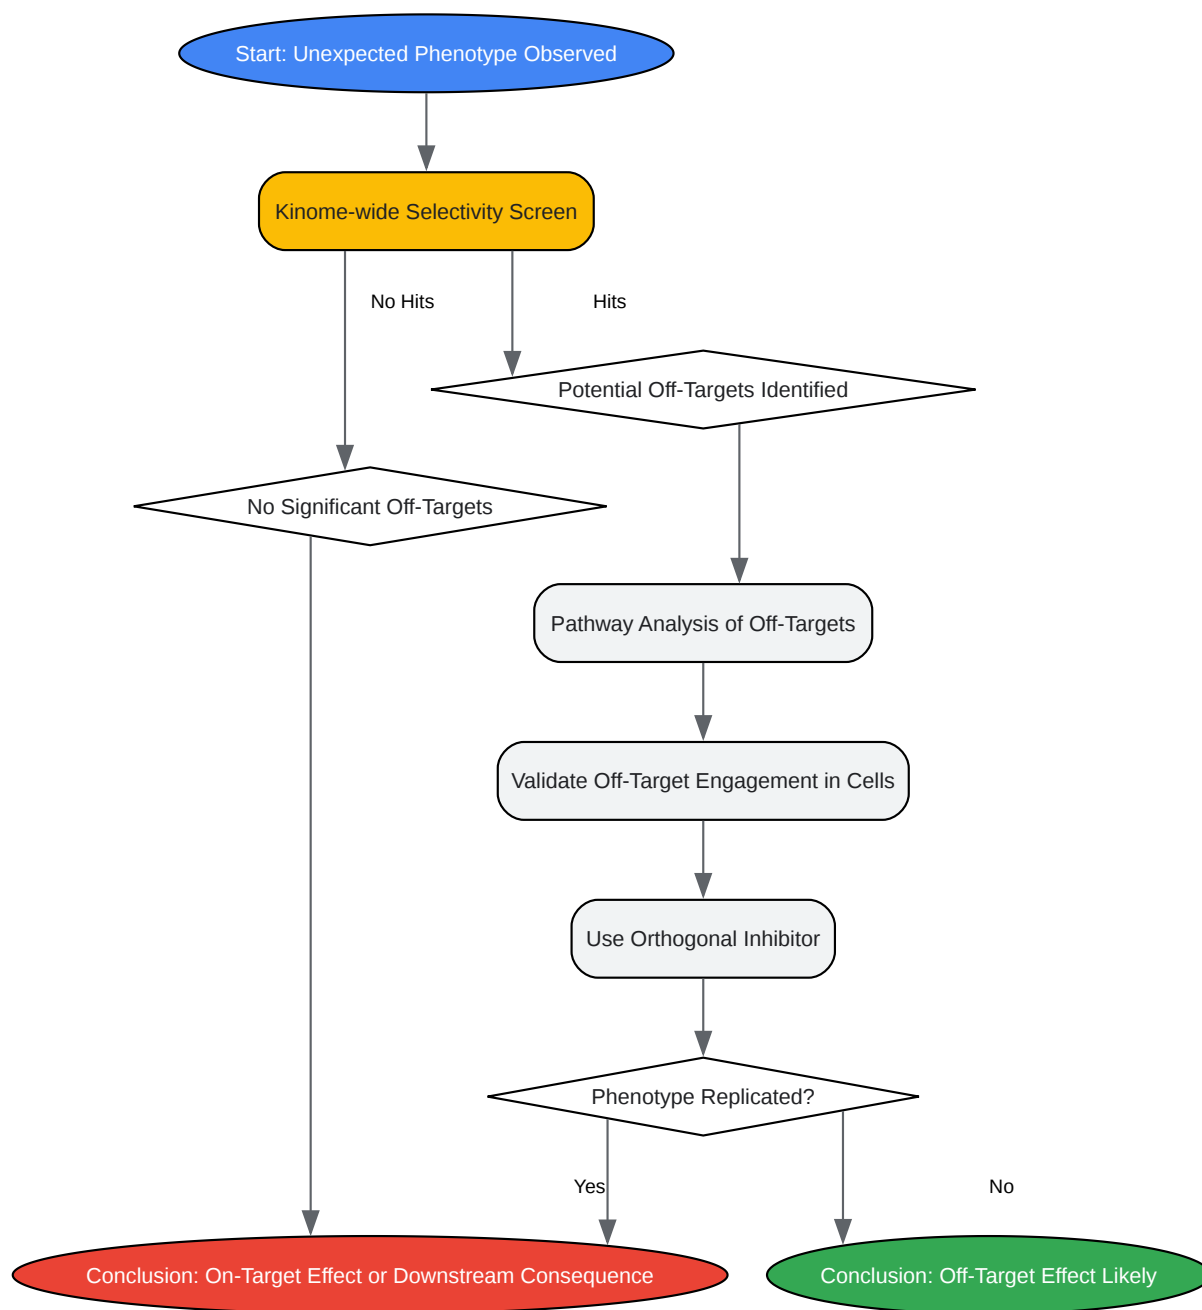 Start: Unexpected Phenotype Observed
Kinome-wide Selectivity Screen
No Hits
Hits
Potential Off-Targets Identified
No Significant Off-Targets
Pathway Analysis of Off-Targets
Validate Off-Target Engagement in Cells
Use Orthogonal Inhibitor
Phenotype Replicated?
Yes
No
Conclusion: On-Target Effect or Downstream Consequence
Conclusion: Off-Target Effect Likely